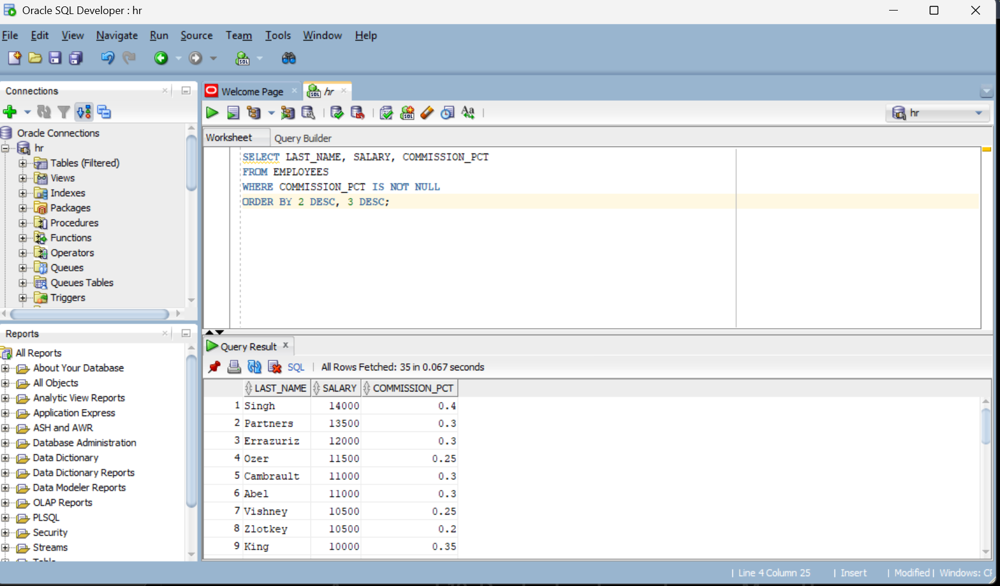 Oracle SQL Developer : hr
File Edit View Navigate Run Source Team Tools Window Help
Connections
Oracle Connections
hr
Tables (Filtered)
Views
Indexes
Packages
Procedures
Functions
Operators
Queues
Queues Tables
Triggers
Reports
All Reports
About Your Database
All Objects
Analytic View Reports
Application Express
ASH and AWR
Database Administration
Data Dictionary
Data Dictionary Reports
Data Modeler Reports
OLAP Reports
PLSQL
Security
Streams
Welcome Page hr
hr
Worksheet Query Builder
SELECT LAST_NAME, SALARY, COMMISSION_PCT
FROM EMPLOYEES
WHERE COMMISSION_PCT IS NOT NULL
ORDER BY 2 DESC, 3 DESC;
Query Result
SQL | All Rows Fetched: 35 in 0.067 seconds
LAST_NAME SALARY COMMISSION_PCT
1 Singh 14000 0.4
2 Partners 13500 0.3
3 Errazuriz 12000 0.3
4 Ozer 11500 0.25
5 Cambrault 11000 0.3
6 Abel 11000 0.3
7 Vishney 10500 0.25
8 Zlotkey 10500 0.2
9 King 10000 0.35
| Line 4 Column 25 | Insert | Modified | Windows: